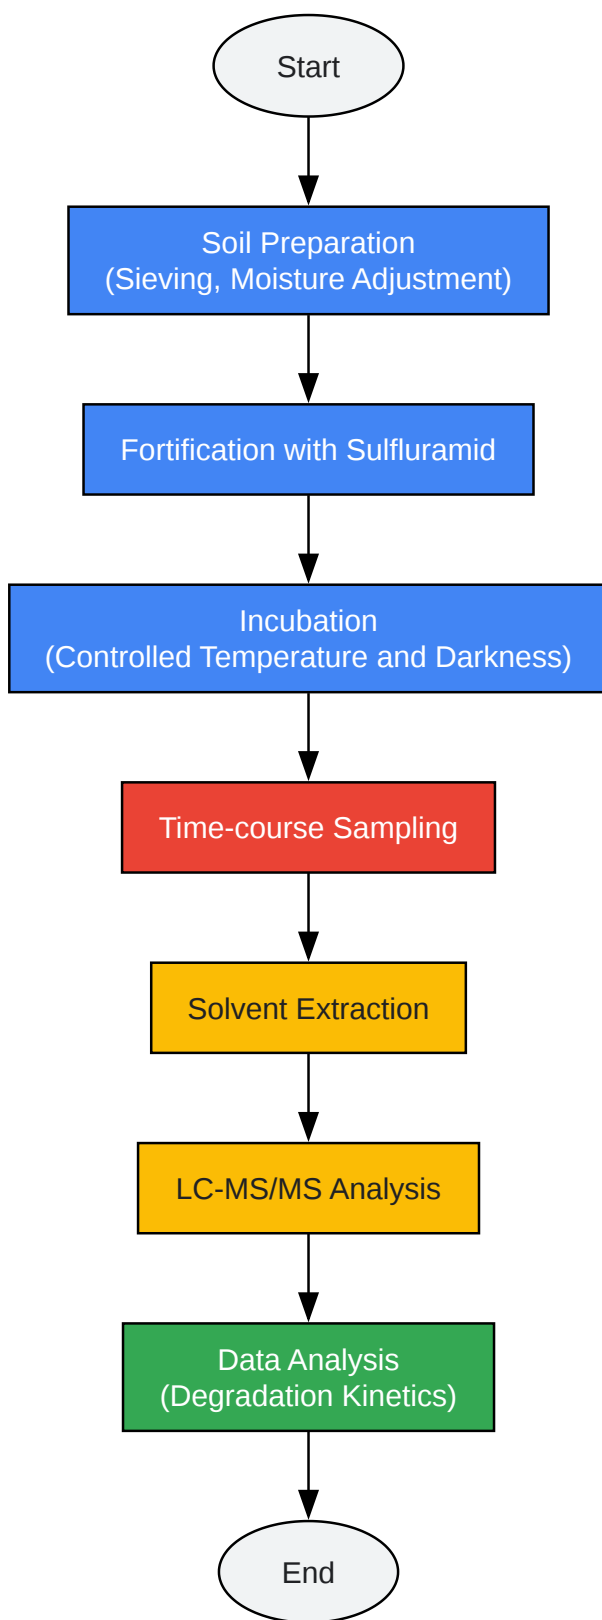 Start
Soil Preparation
(Sieving, Moisture Adjustment)
Fortification with Sulfluramid
Incubation
(Controlled Temperature and Darkness)
Time-course Sampling
Solvent Extraction
LC-MS/MS Analysis
Data Analysis
(Degradation Kinetics)
End